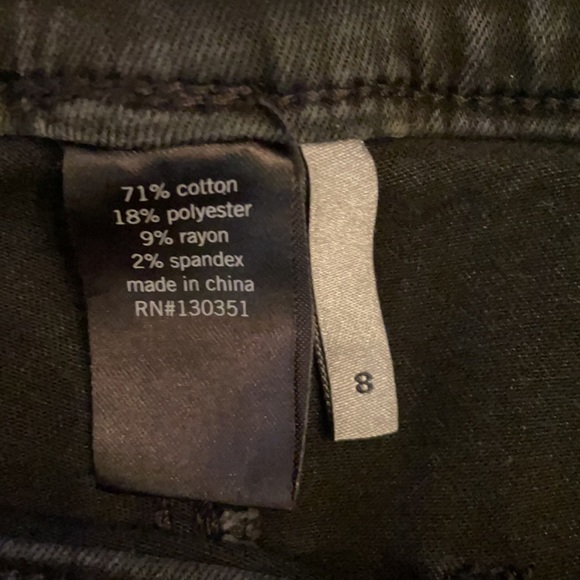 71% cotton
18% polyester
9% rayon
2% spandex
made in china
RN#130351
8